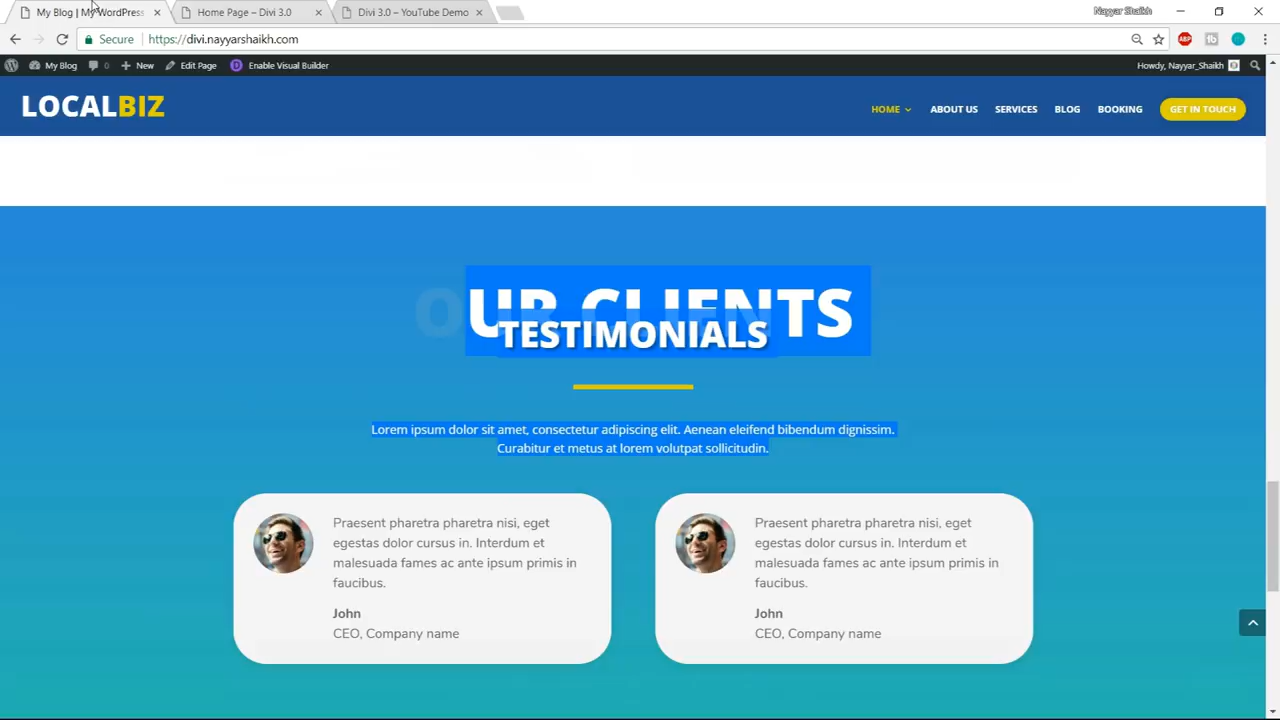 My Blog | My WordPress
Home Page – Divi 3.0
Divi 3.0 – YouTube Demo
Nayyar Shaikh
Secure
https://divi.nayyarshaikh.com
ABP
My Blog
0
New
Edit Page
D
Enable Visual Builder
Howdy, Nayyar_Shaikh
LOCALBIZ
HOME
ABOUT US
SERVICES
BLOG
BOOKING
GET IN TOUCH
OUR CLIENTS
TESTIMONIALS
Lorem ipsum dolor sit amet, consectetur adipiscing elit. Aenean eleifend bibendum dignissim.
Curabitur et metus at lorem volutpat sollicitudin.
Praesent pharetra pharetra nisi, eget
egestas dolor cursus in. Interdum et
malesuada fames ac ante ipsum primis in
faucibus.
John
CEO, Company name
Praesent pharetra pharetra nisi, eget
egestas dolor cursus in. Interdum et
malesuada fames ac ante ipsum primis in
faucibus.
John
CEO, Company name